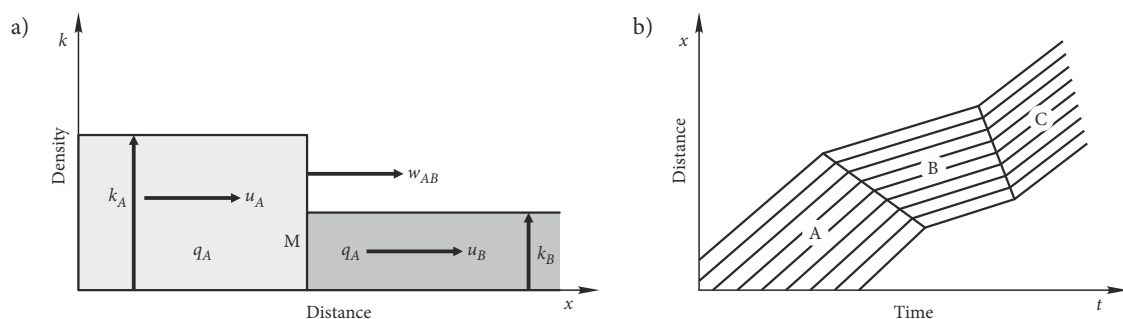 a)
k
Density
k_A
u_A
q_A
M
w_AB
q_A
u_B
k_B
Distance
x
b)
x
Distance
A
B
C
Time
t